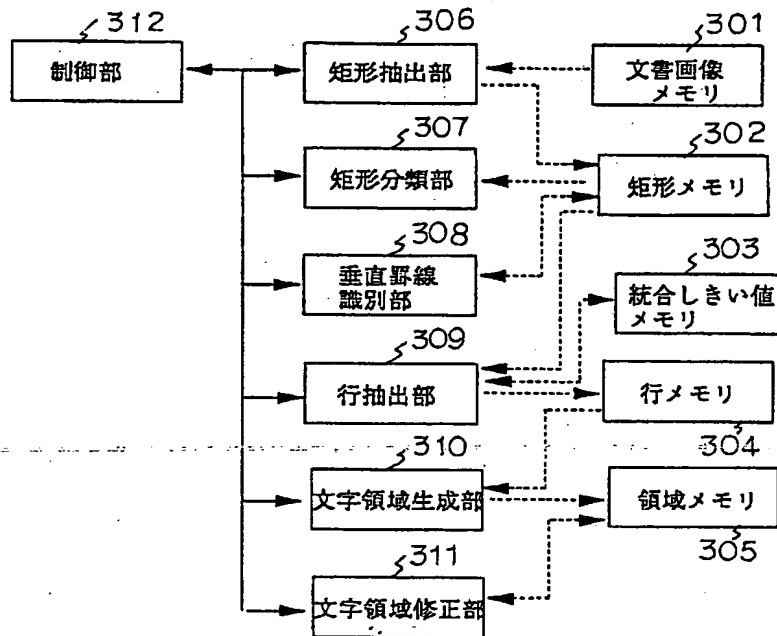 312
制御部
306
矩形抽出部
301
文書画像
メモリ
307
矩形分類部
302
矩形メモリ
308
垂直罫線
識別部
303
統合しきい値
メモリ
309
行抽出部
行メモリ
304
310
文字領域生成部
領域メモリ
305
311
文字領域修正部